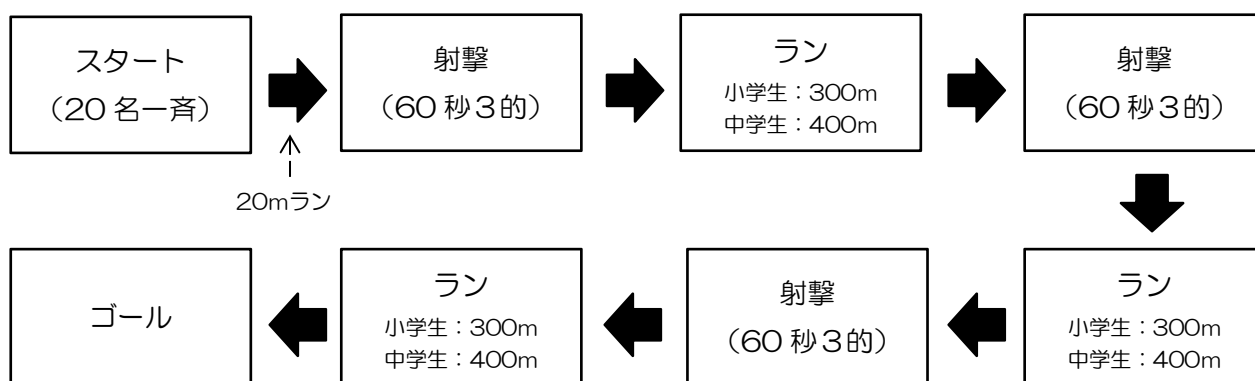 スタート
（20名一斉）
20mラン
射撃
（60秒3的）
ラン
小学生：300m
中学生：400m
射撃
（60秒3的）
ラン
小学生：300m
中学生：400m
射撃
（60秒3的）
ラン
小学生：300m
中学生：400m
ゴール